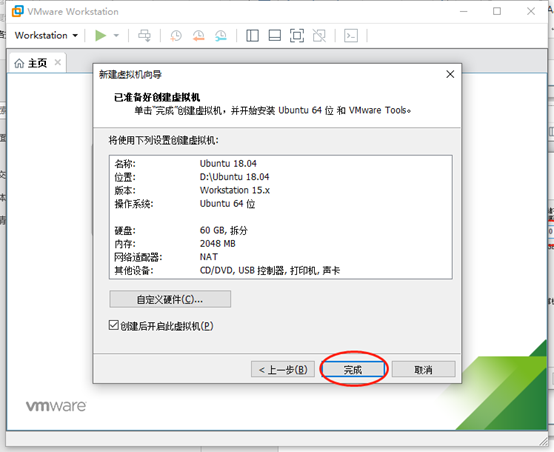 VMware Workstation
Workstation
主页
新建虚拟机向导
已准备好创建虚拟机
单击"完成"创建虚拟机，并开始安装 Ubuntu 64 位 和 VMware Tools。
将使用下列设置创建虚拟机:
名称: Ubuntu 18.04
位置: D:\Ubuntu 18.04
版本: Workstation 15.x
操作系统: Ubuntu 64 位
硬盘: 60 GB, 拆分
内存: 2048 MB
网络适配器: NAT
其他设备: CD/DVD, USB 控制器, 打印机, 声卡
自定义硬件(C)...
创建后开启此虚拟机(P)
< 上一步(B) 完成 取消
vmware